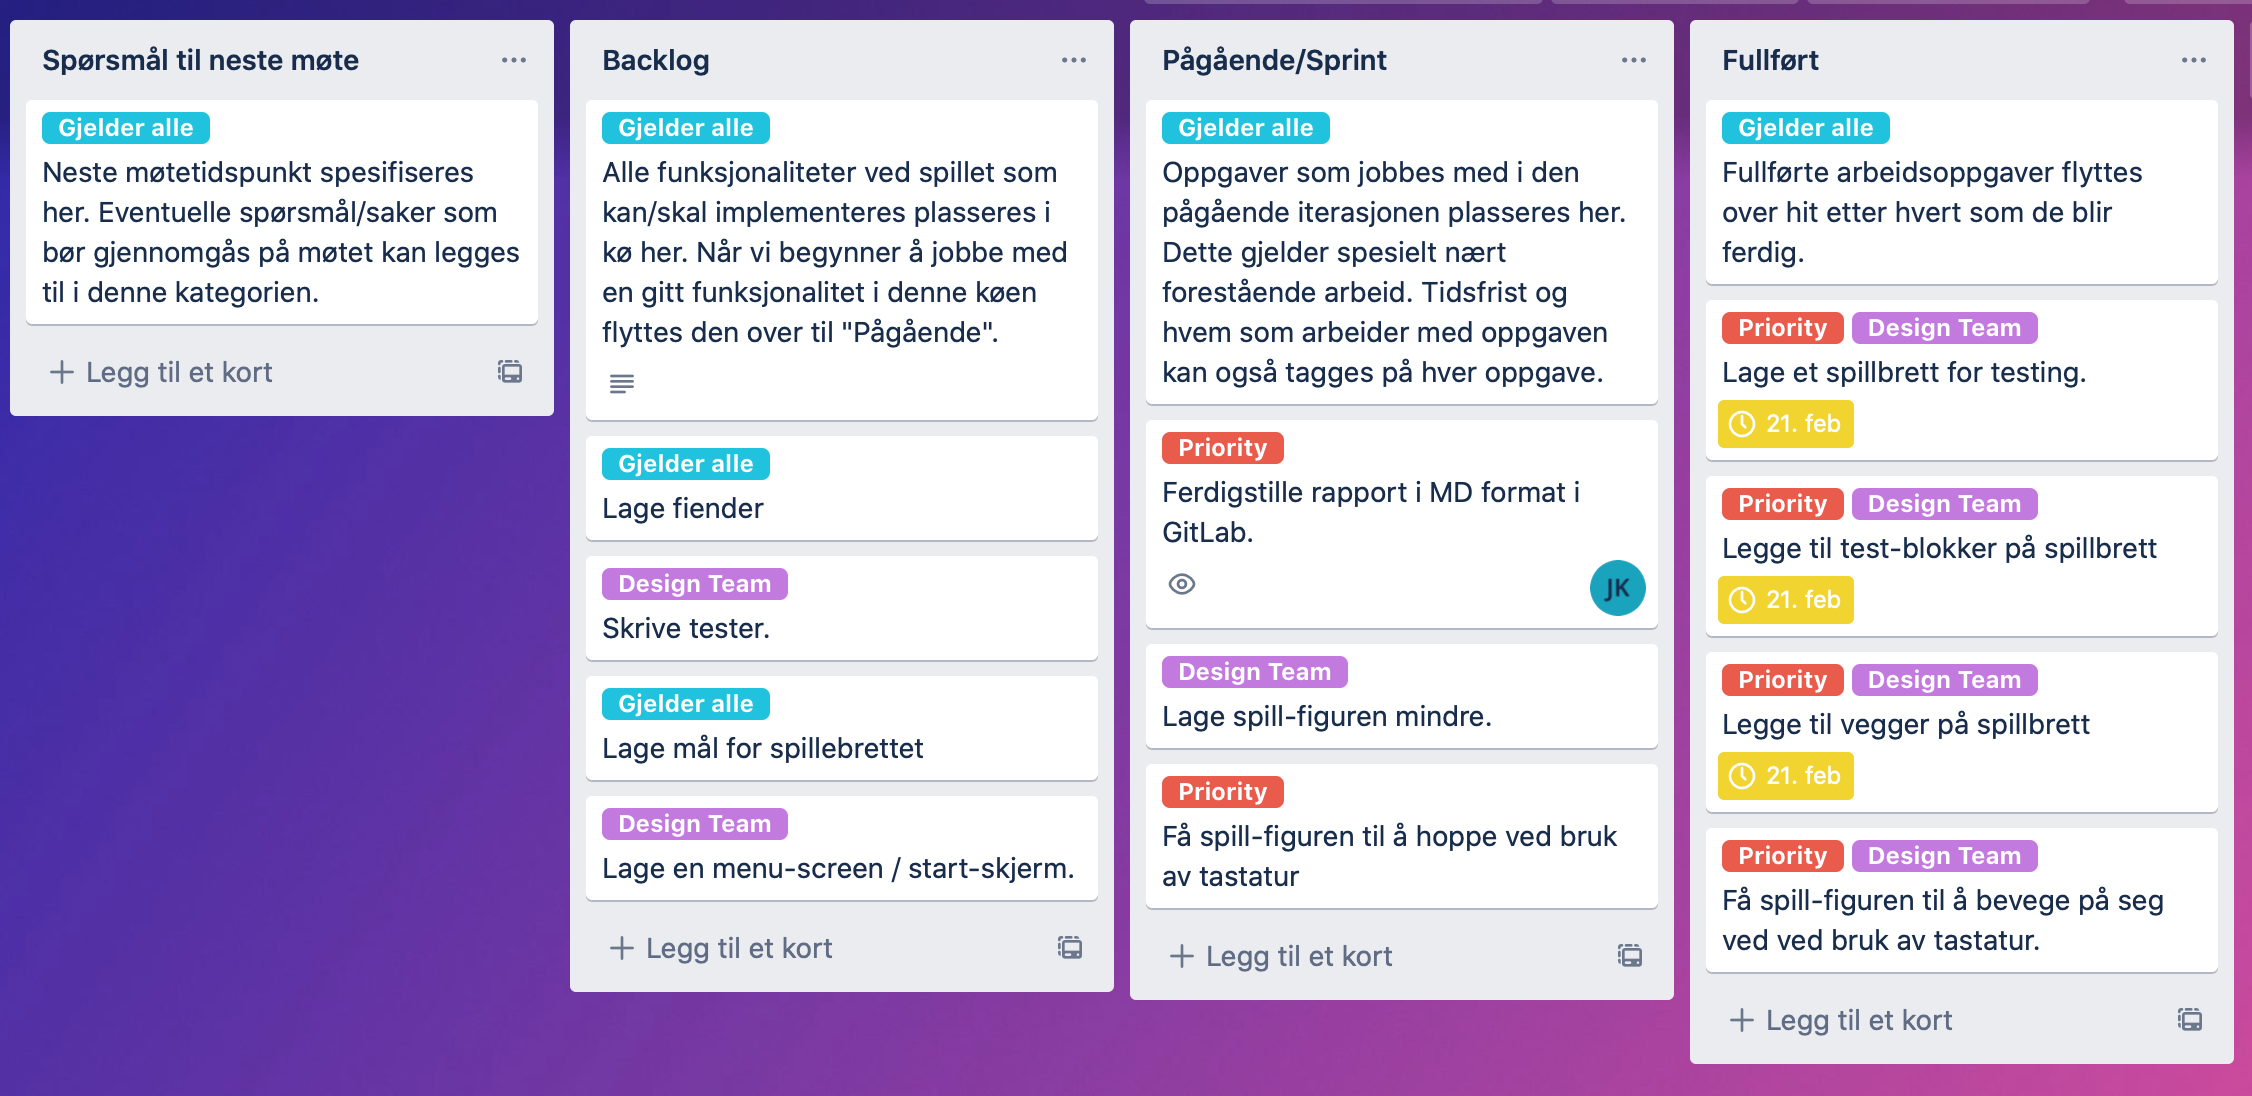 Spørsmål til neste møte
Gjelder alle
Neste møtetidspunkt spesifiseres
her. Eventuelle spørsmål/saker som
bør gjennomgås på møtet kan legges
til i denne kategorien.
Legg til et kort
Backlog
Gjelder alle
Alle funksjonaliteter ved spillet som
kan/skal implementeres plasseres i
kø her. Når vi begynner å jobbe med
en gitt funksjonalitet i denne køen
flyttes den over til "Pågående".
Gjelder alle
Lage fiender
Design Team
Skrive tester.
Gjelder alle
Lage mål for spillebrettet
Design Team
Lage en menu-screen / start-skjerm.
Legg til et kort
Pågående/Sprint
Gjelder alle
Oppgaver som jobbes med i den
pågående iterasjonen plasseres her.
Dette gjelder spesielt nært
forestående arbeid. Tidsfrist og
hvem som arbeider med oppgaven
kan også tagges på hver oppgave.
Priority
Ferdigstille rapport i MD format i
GitLab.
JK
Design Team
Lage spill-figuren mindre.
Priority
Få spill-figuren til å hoppe ved bruk
av tastatur
Legg til et kort
Fullført
Gjelder alle
Fullførte arbeidsoppgaver flyttes
over hit etter hvert som de blir
ferdig.
Priority Design Team
Lage et spillbrett for testing.
21. feb
Priority Design Team
Legge til test-blokker på spillbrett
21. feb
Priority Design Team
Legge til vegger på spillbrett
21. feb
Priority Design Team
Få spill-figuren til å bevege på seg
ved ved bruk av tastatur.
Legg til et kort